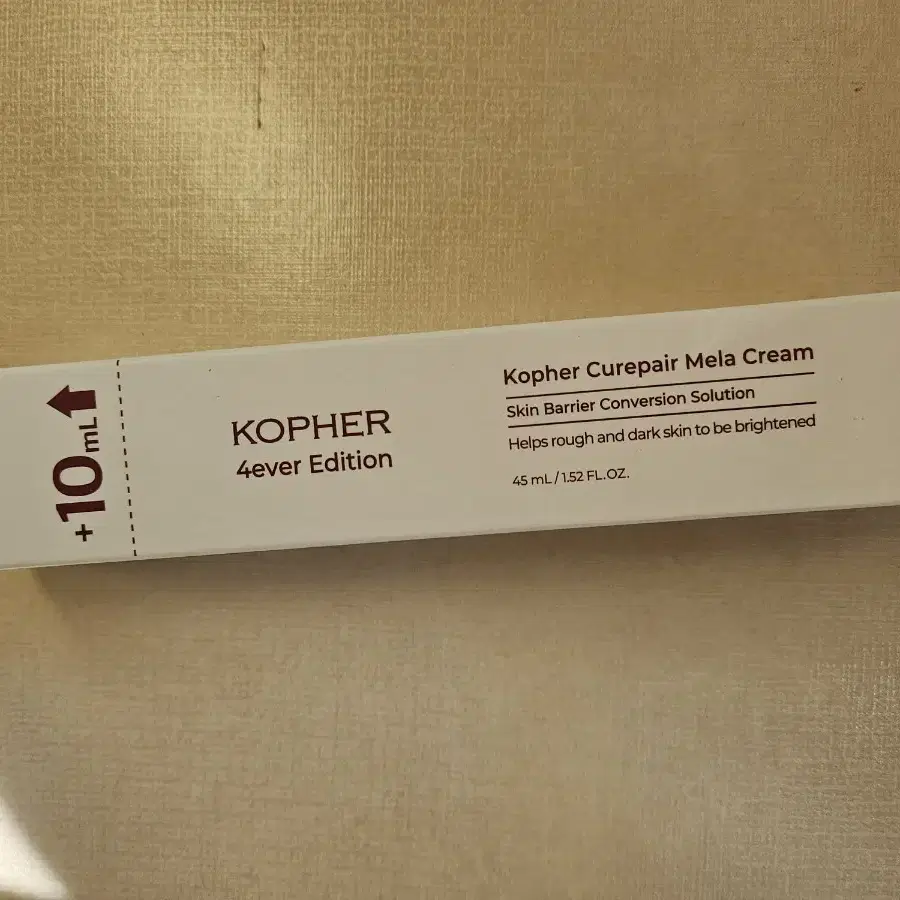 +10mL
KOPHER
4ever Edition
Kopher Curepair Mela Cream
Skin Barrier Conversion Solution
Helps rough and dark skin to be brightened
45 mL / 1.52 FL.OZ.